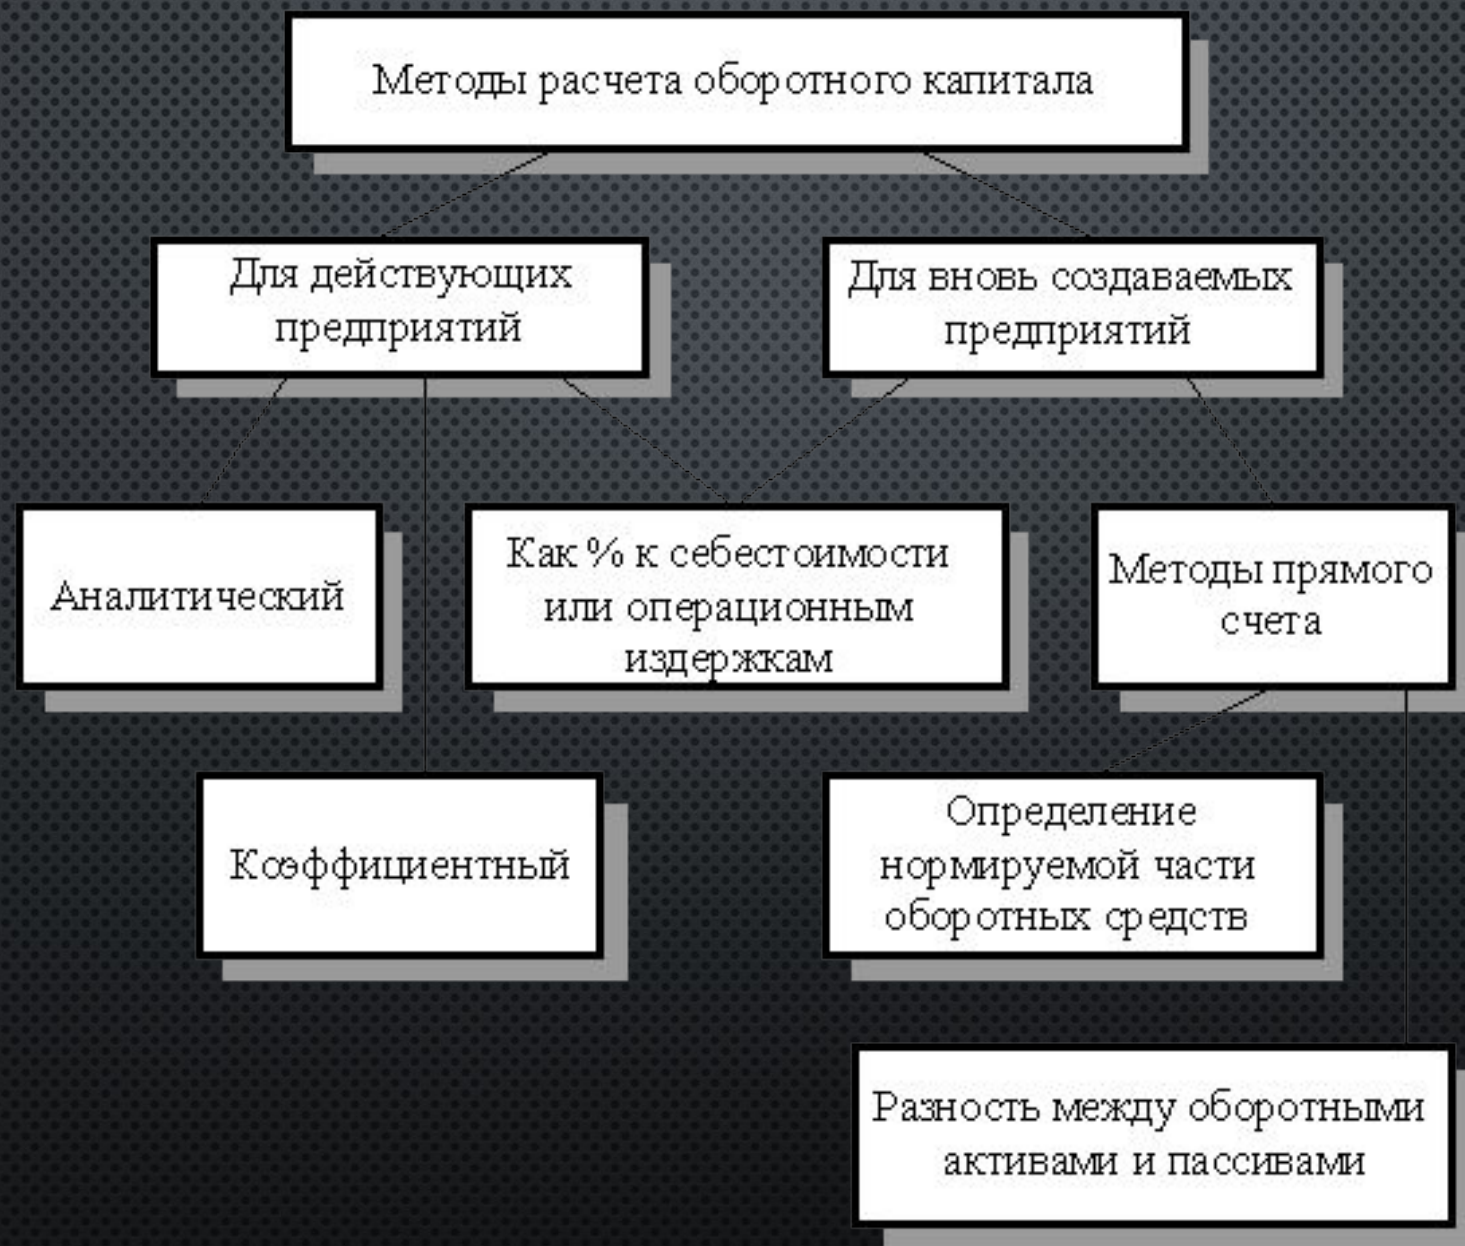 Методы расчета оборотного капитала
Для действующих
предприятий
Для вновь создаваемых
предприятий
Аналитический
Как % к себестоимости
или операционным
издержкам
Методы прямого
счета
Коэффициентный
Определение
нормируемой части
оборотных средств
Разность между оборотными
активами и пассивами